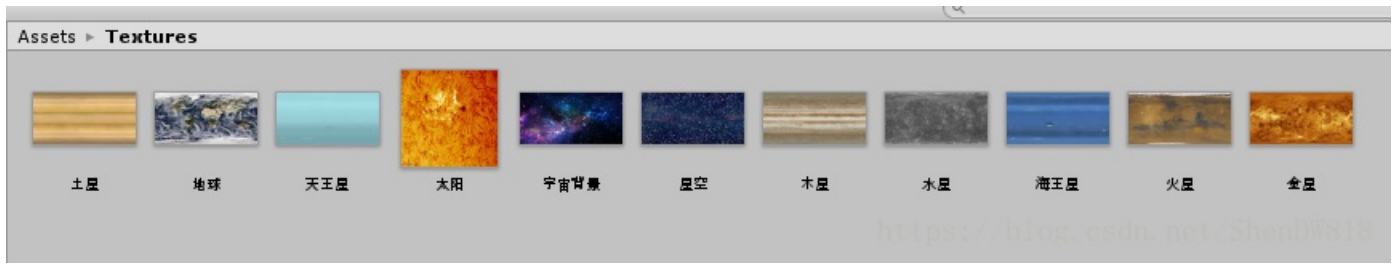 Assets ▸ Textures
土星 地球 天王星 太阳 宇宙背景 星空 木星 水星 海王星 火星 金星
https://blog.csdn.net/ShenDW818